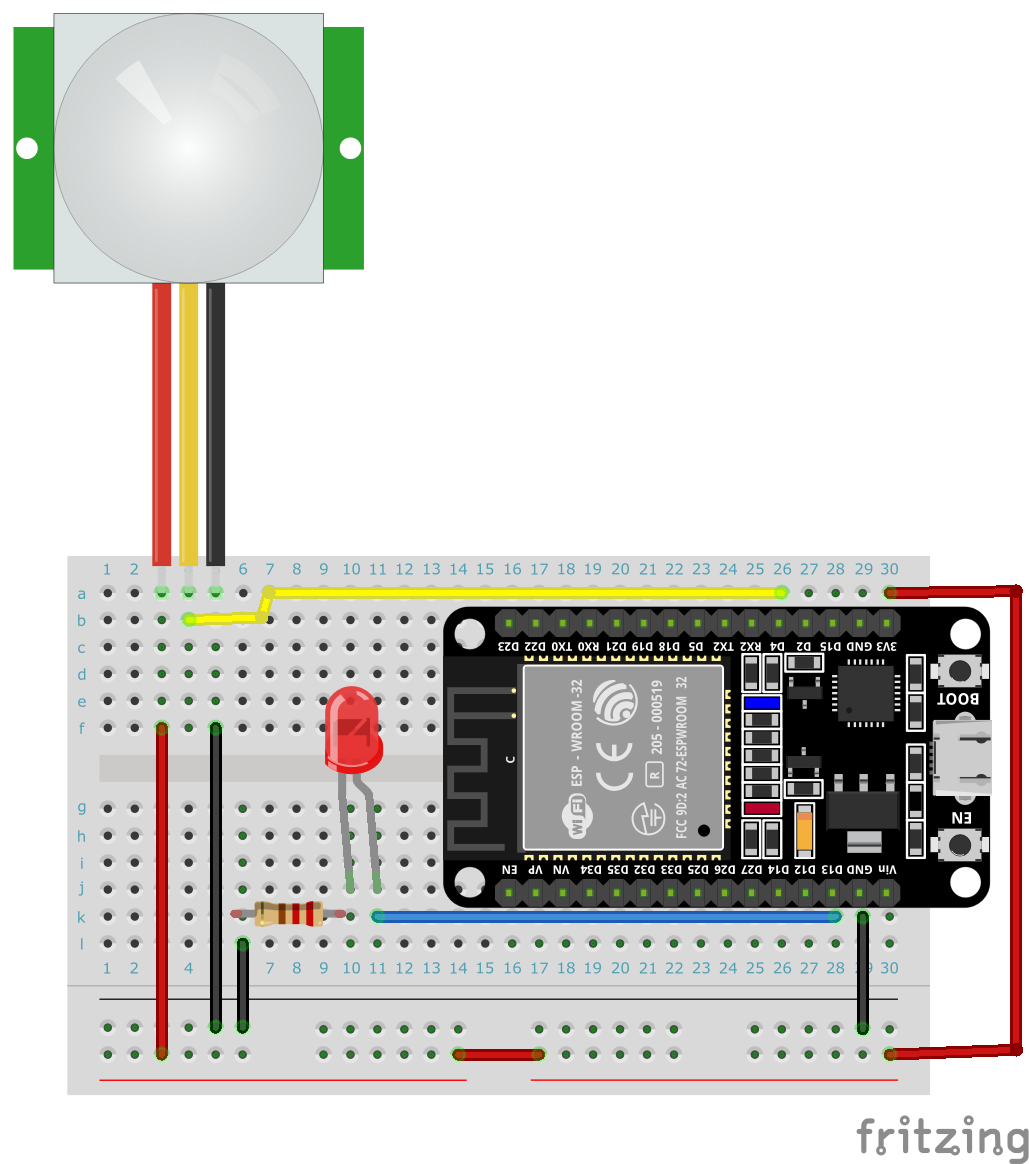 1 2 6 7 8 9 10 11 12 13 14 15 16 17 18 19 20 21 22 23 24 25 26 27 28 29 30
a
b
c
d
e
f
D23 D22 TX0 RX0 D21 D19 D18 D5 TX2 RX2 D4 D2 D15 GND 3V3
BOOT
ESP - WROOM -32
CE
205 - 000519
R
FCC 9D:2 AC 72-ESPWROOM 32
WiFi
C
EN
g
h
i
j
k
l
EN VP VN D34 D35 D32 D33 D25 D26 D27 D14 D12 D13 GND Vin
1 2 4 7 8 9 10 11 12 13 14 15 16 17 18 19 20 21 22 23 24 25 26 27 28 29 30
fritzing